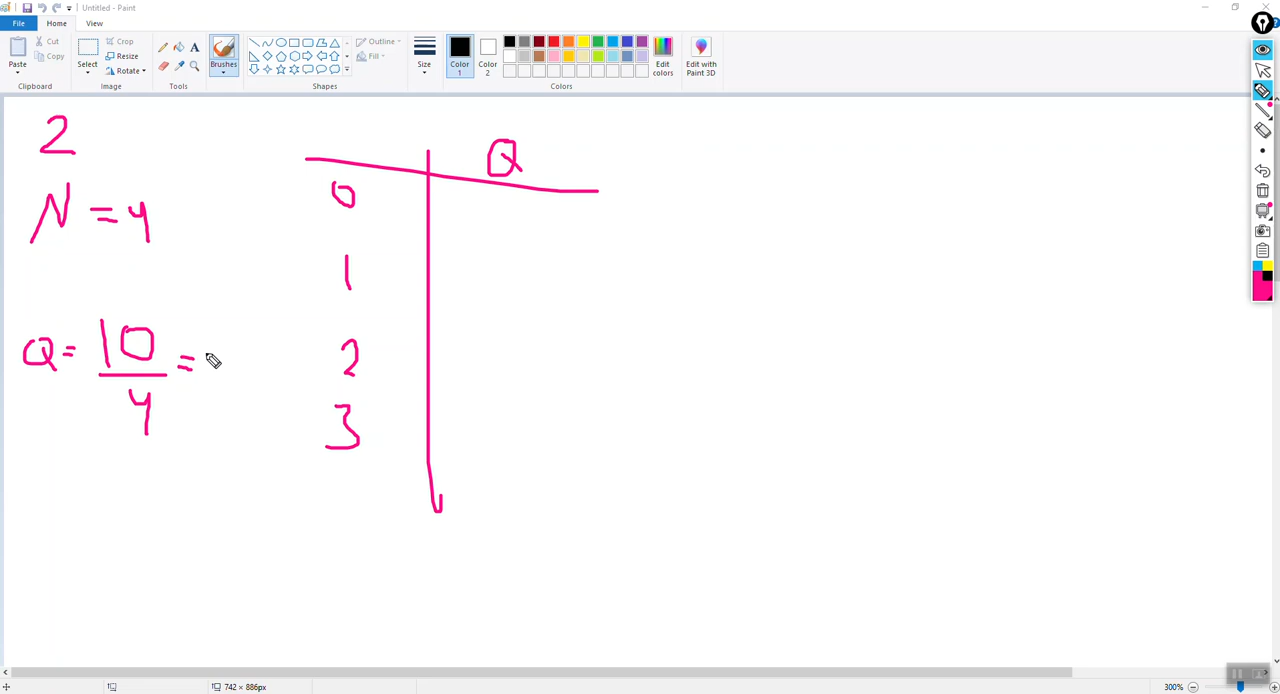 Untitled - Paint
File Home View
Paste Cut Copy Clipboard
Select Crop Resize Rotate Image
Tools
Brushes
Outline Fill Shapes
Size
Color 1 Color 2 Edit colors Edit with Paint 3D Colors
2
N = 4
Q = 10 / 4 =
Q
0
1
2
3
742 × 886px
300%